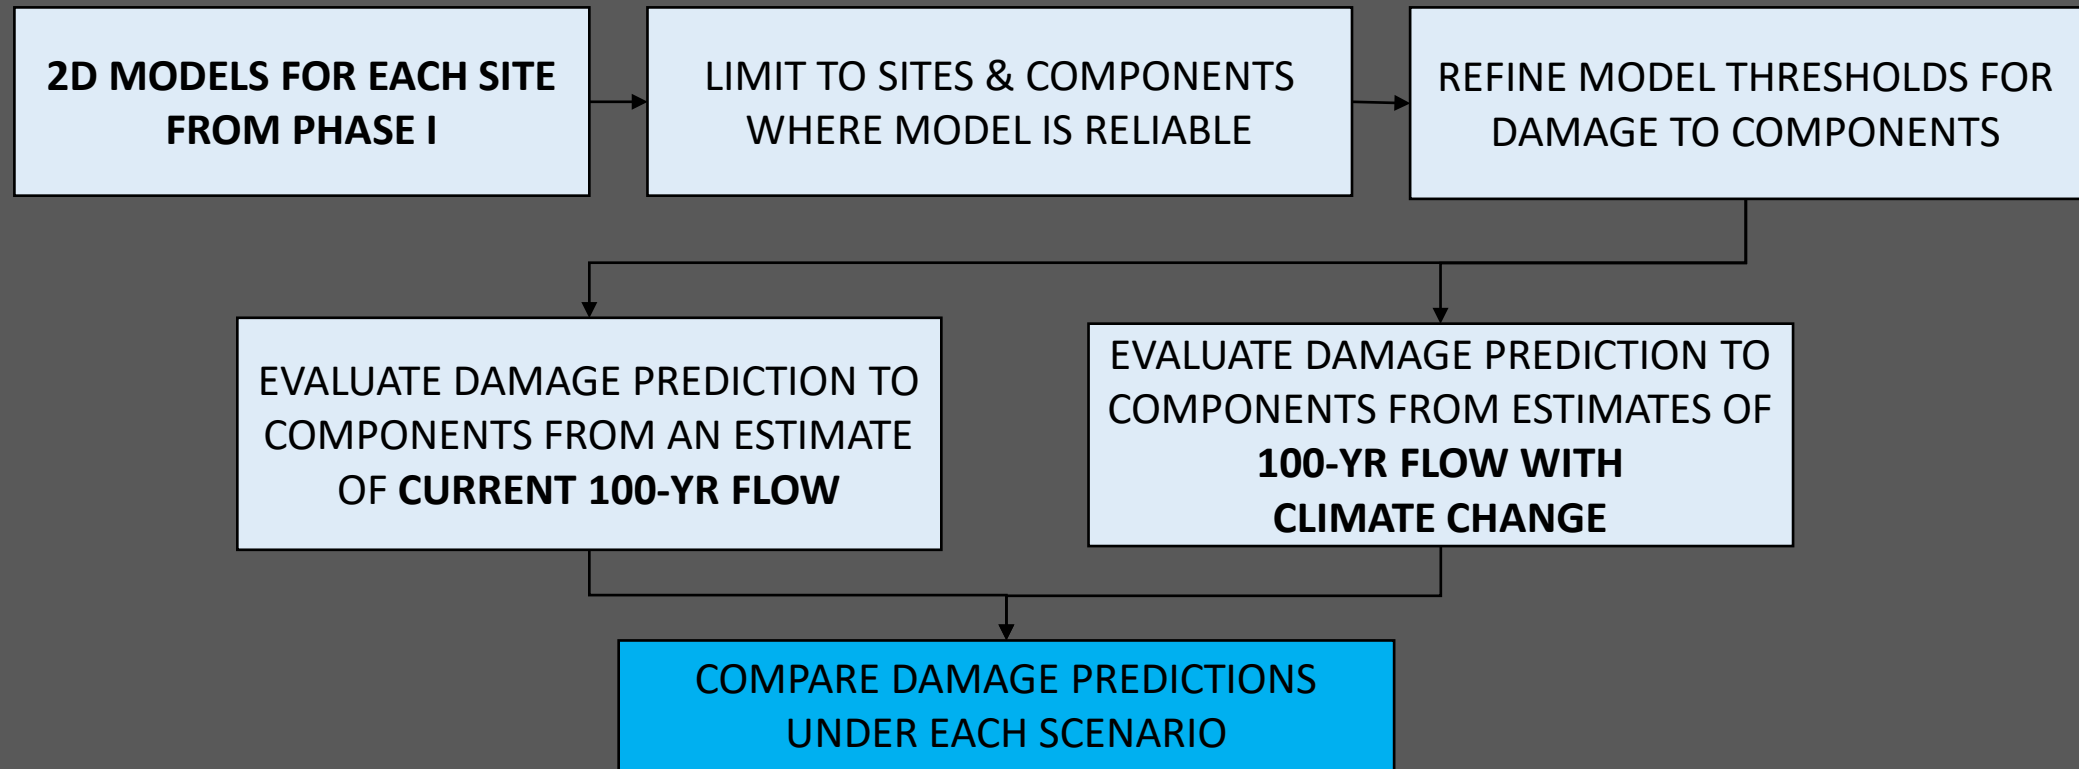 2D MODELS FOR EACH SITE
FROM PHASE I
LIMIT TO SITES & COMPONENTS
WHERE MODEL IS RELIABLE
REFINE MODEL THRESHOLDS FOR
DAMAGE TO COMPONENTS
EVALUATE DAMAGE PREDICTION TO
COMPONENTS FROM AN ESTIMATE
OF CURRENT 100-YR FLOW
EVALUATE DAMAGE PREDICTION TO
COMPONENTS FROM ESTIMATES OF
100-YR FLOW WITH
CLIMATE CHANGE
COMPARE DAMAGE PREDICTIONS
UNDER EACH SCENARIO